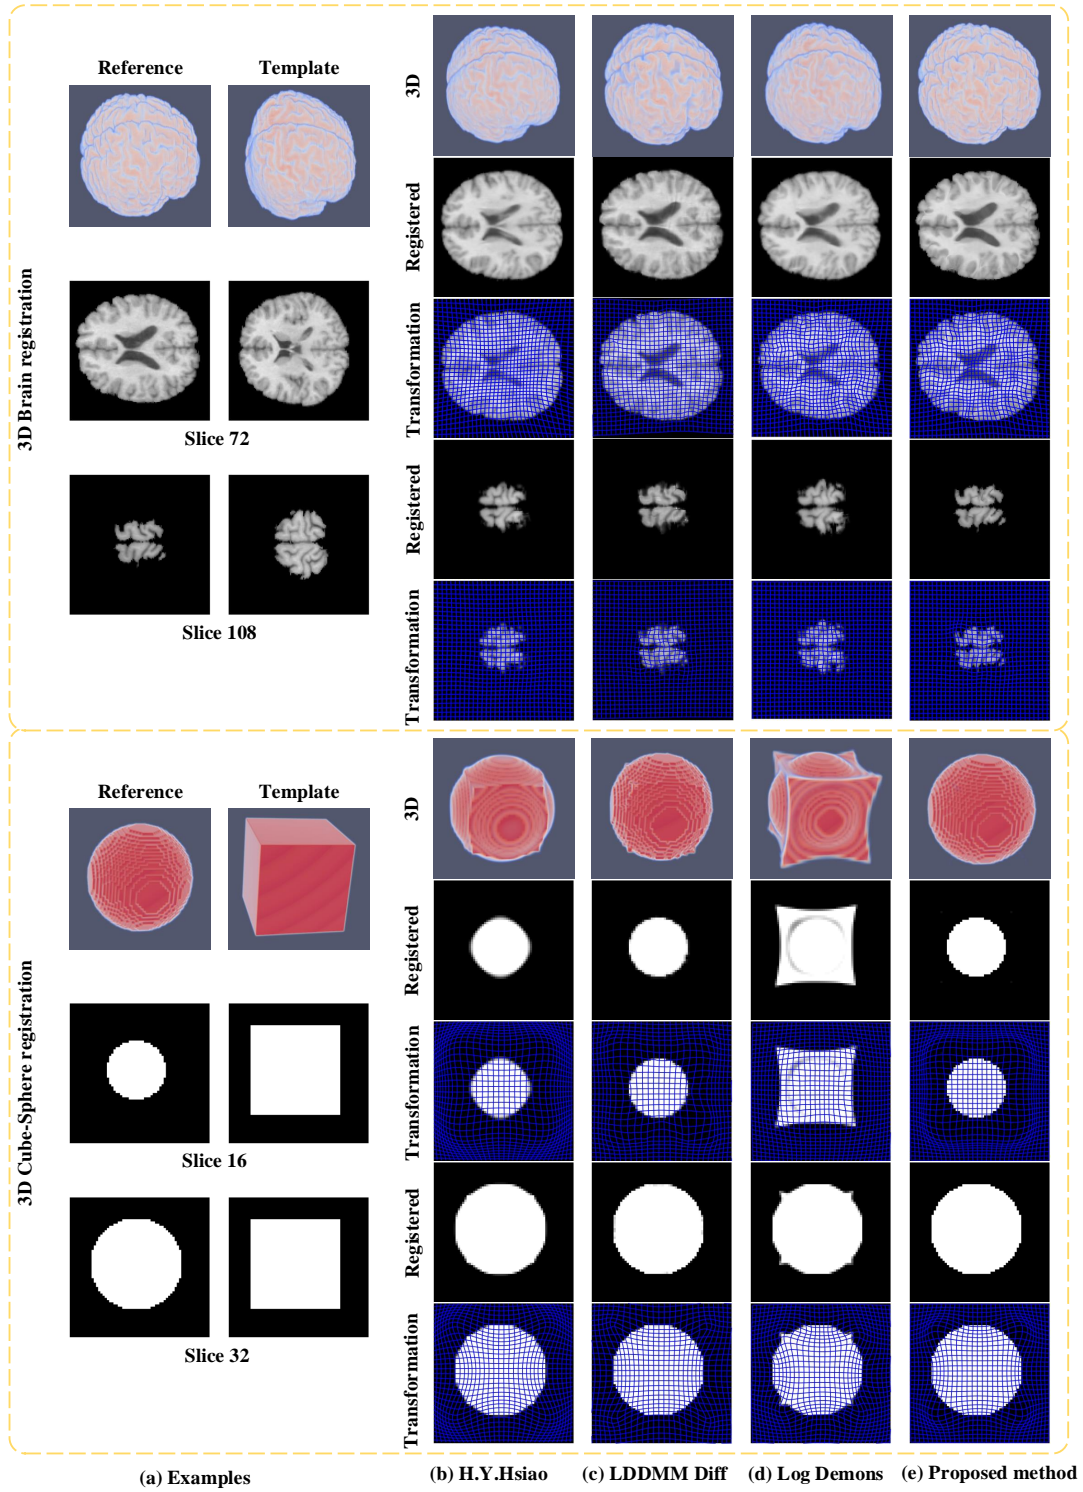 3D Brain registration
Reference
Template
Slice 72
Slice 108
3D
Registered
Transformation
Registered
Transformation
3D Cube-Sphere registration
Reference
Template
Slice 16
Slice 32
3D
Registered
Transformation
Registered
Transformation
(a) Examples
(b) H.Y.Hsiao
(c) LDDMM Diff
(d) Log Demons
(e) Proposed method